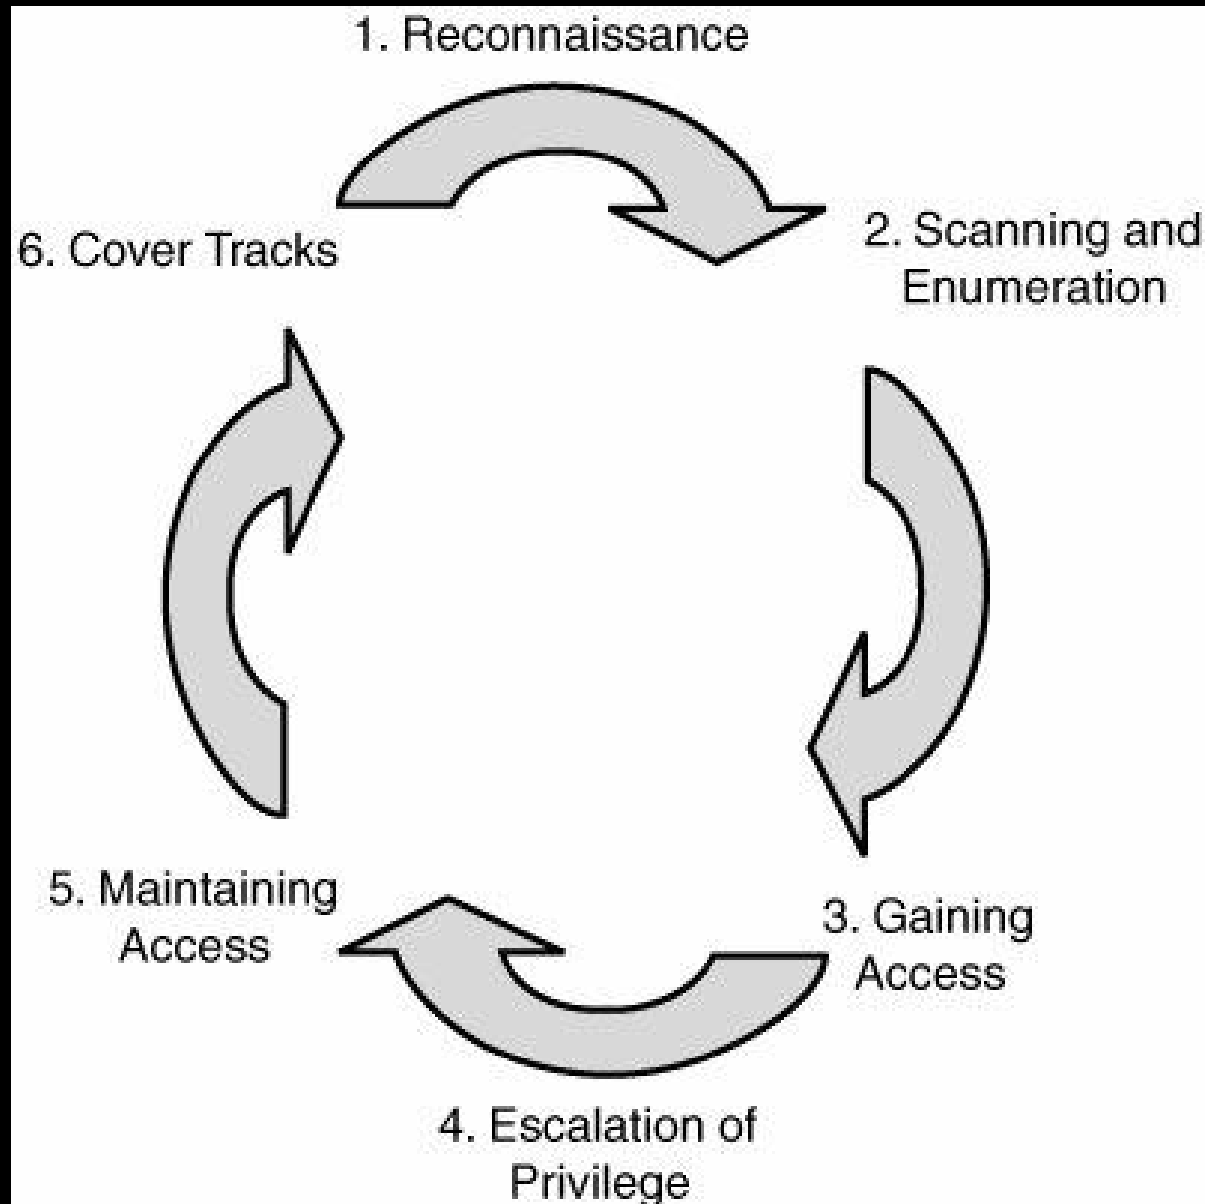 1. Reconnaissance
2. Scanning and
Enumeration
3. Gaining
Access
4. Escalation of
Privilege
5. Maintaining
Access
6. Cover Tracks